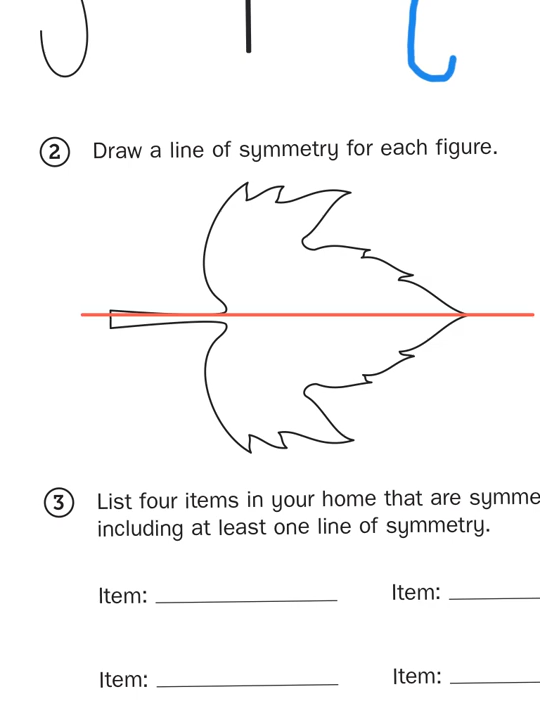 2 Draw a line of symmetry for each figure.
3 List four items in your home that are symme
including at least one line of symmetry.
Item: Item:
Item: Item: